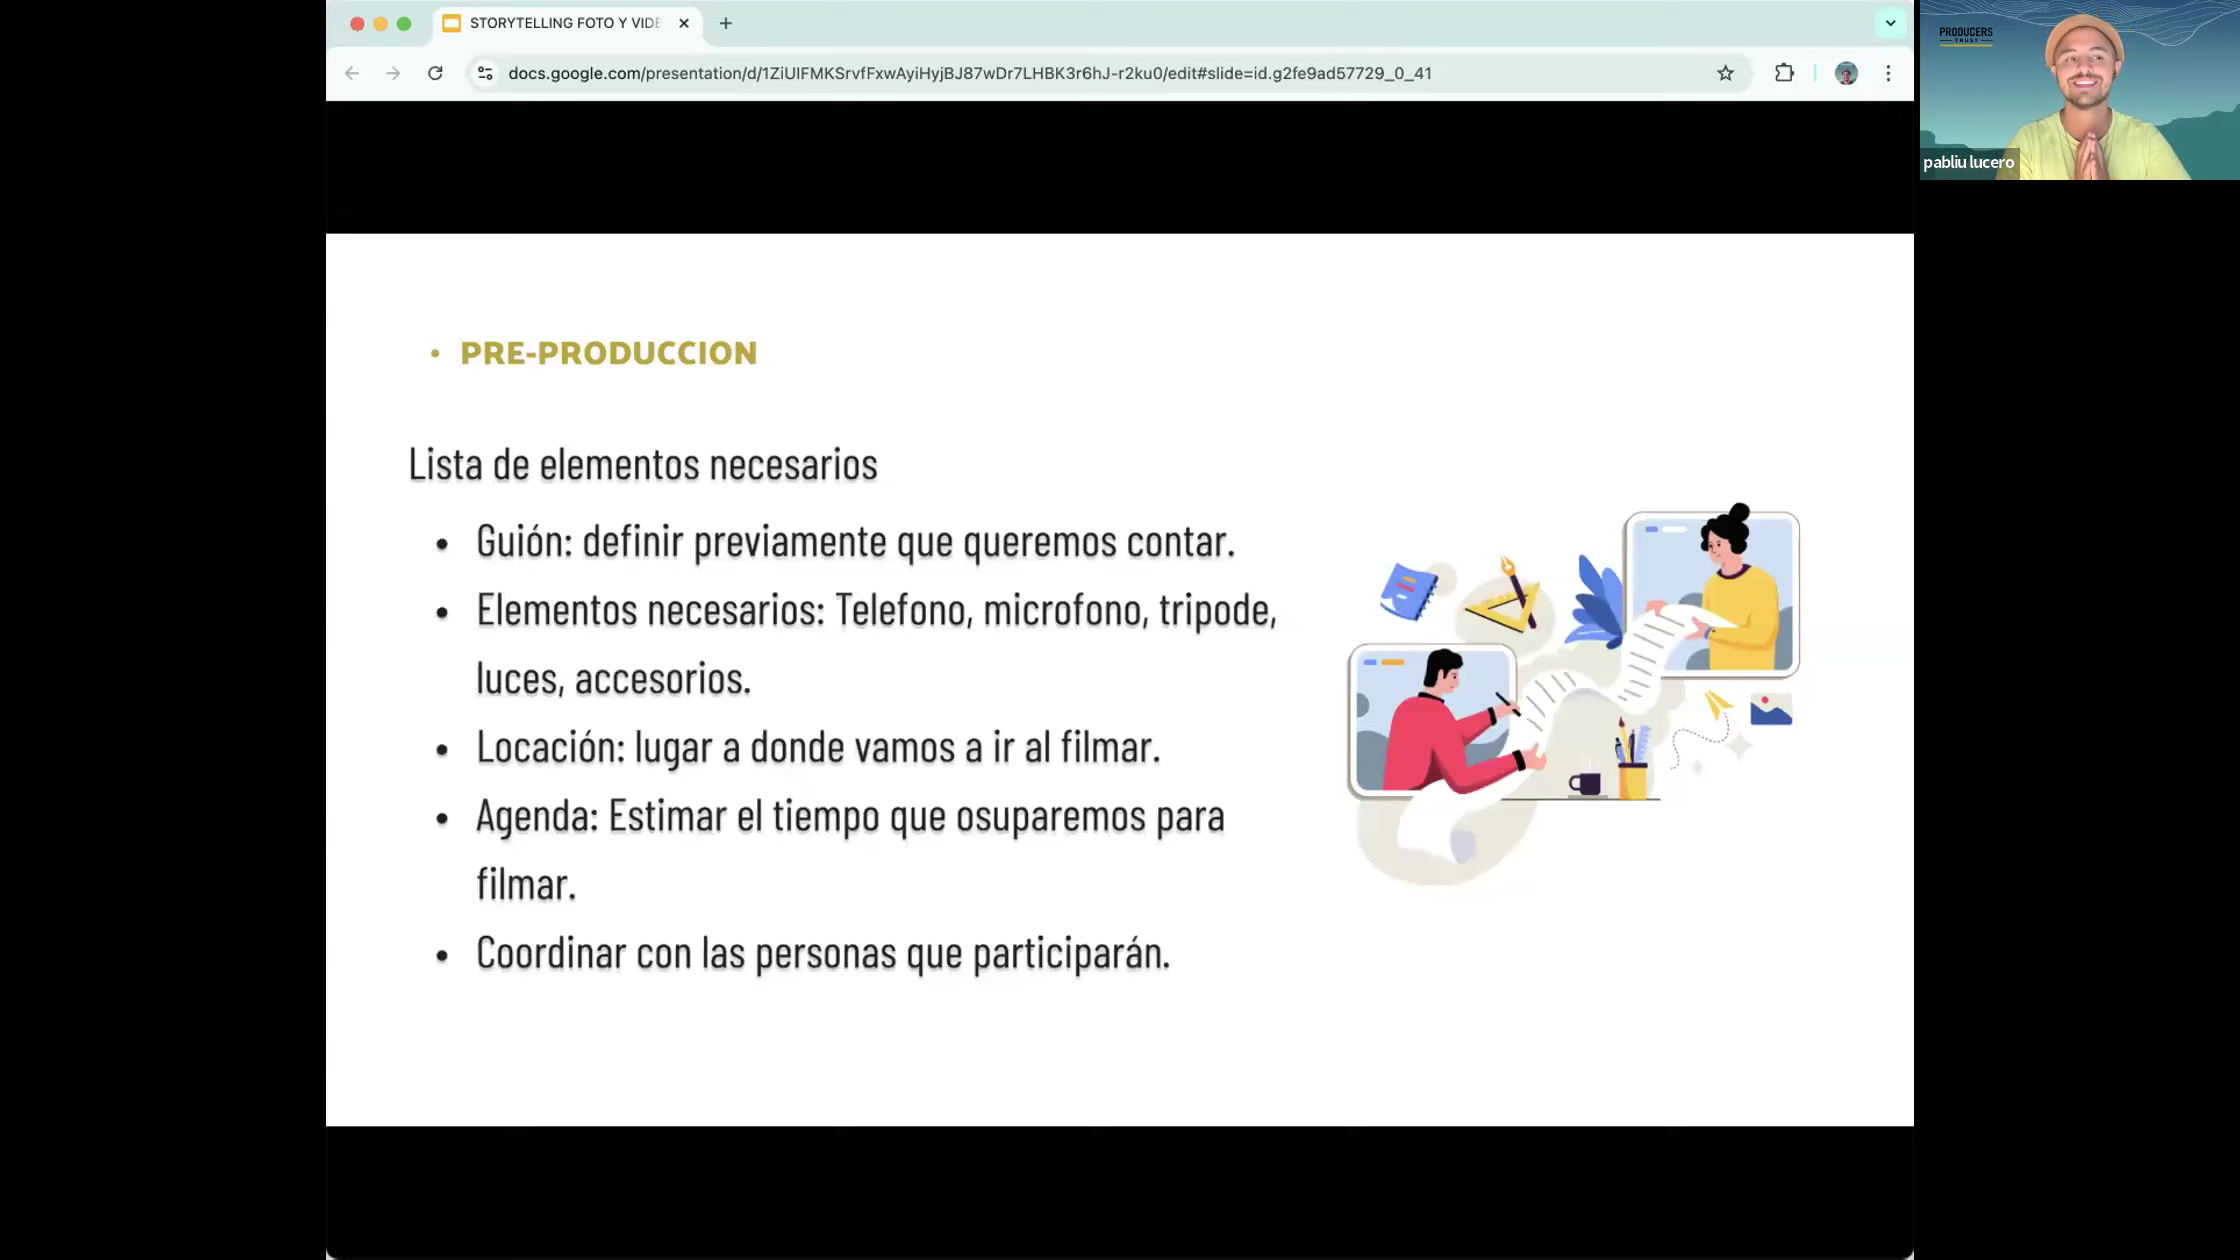 STORYTELLING FOTO Y VIDE
docs.google.com/presentation/d/1ZiUIFMKSrvfFxwAyiHyjBJ87wDr7LHBK3r6hJ-r2ku0/edit#slide=id.g2fe9ad57729_0_41
PRODUCERS
TRUST
pabliu lucero
• PRE-PRODUCCION
Lista de elementos necesarios
• Guión: definir previamente que queremos contar.
• Elementos necesarios: Telefono, microfono, tripode,
luces, accesorios.
• Locación: lugar a donde vamos a ir al filmar.
• Agenda: Estimar el tiempo que osuparemos para
filmar.
• Coordinar con las personas que participarán.